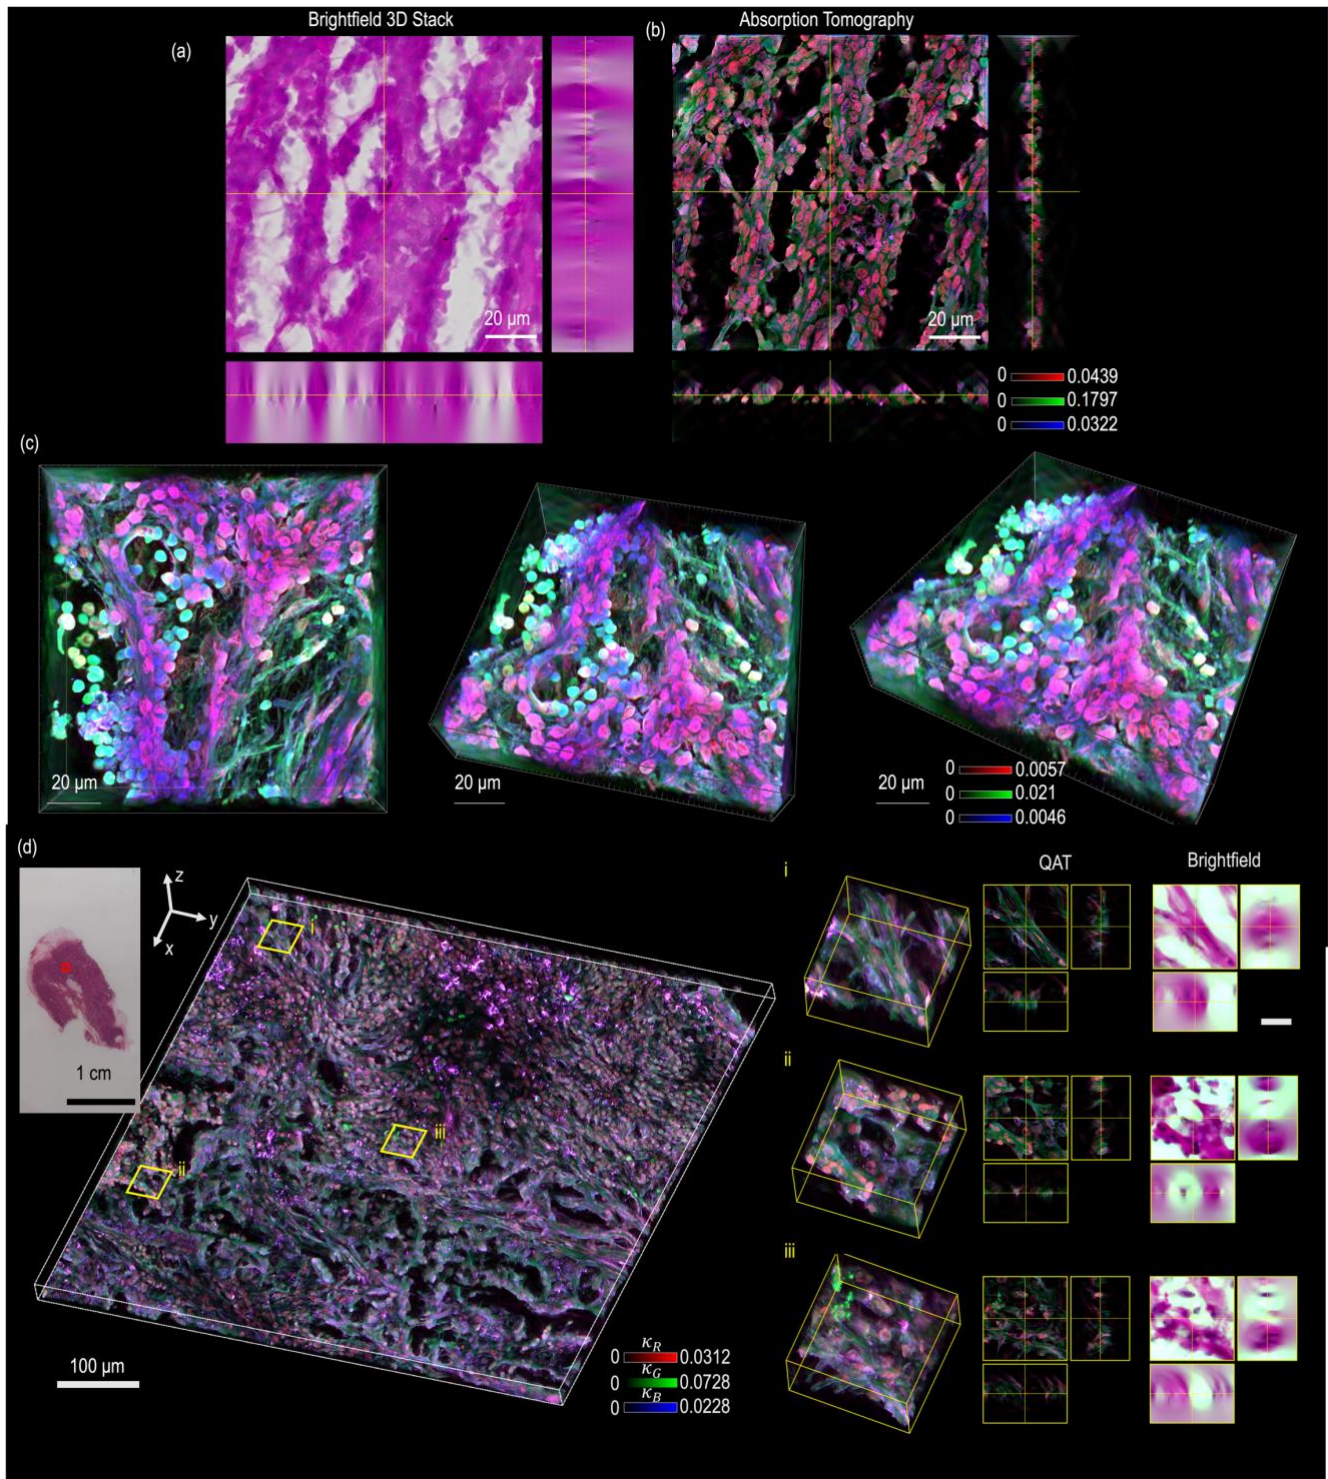 Brightfield 3D Stack
Absorption Tomography
(a)
(b)
20 μm
20 μm
0 0.0439
0 0.1797
0 0.0322
(c)
20 μm
20 μm
20 μm
0 0.0057
0 0.021
0 0.0046
(d)
1 cm
z
y
x
i
ii
iii
100 μm
κR
0 0.0312
κG
0 0.0728
κB
0 0.0228
QAT
Brightfield
i
ii
iii